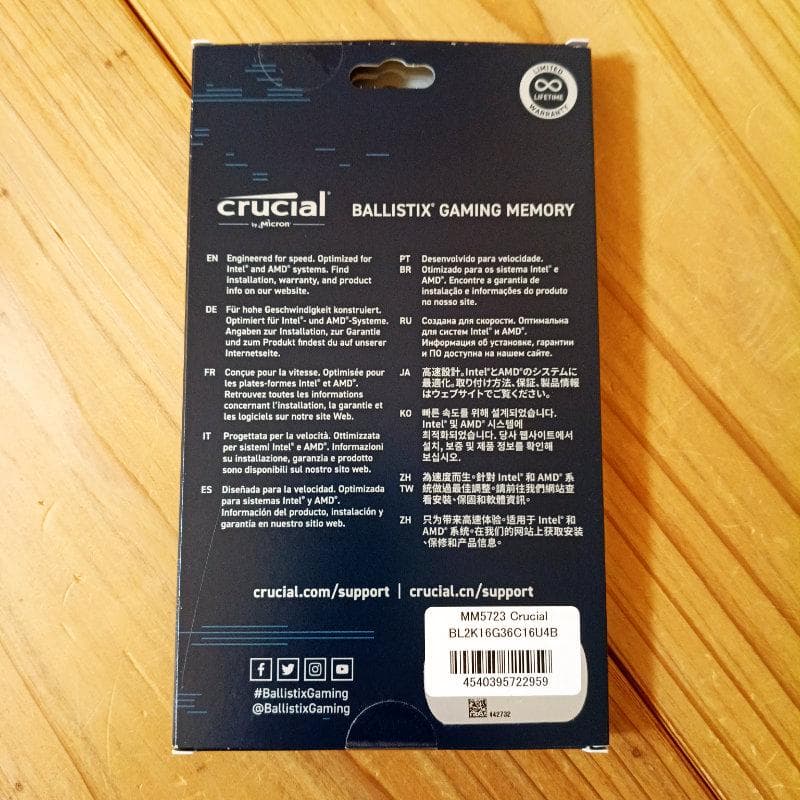 LIMITED
LIFETIME
WARRANTY
crucial®
by Micron®
BALLISTIX® GAMING MEMORY
EN Engineered for speed. Optimized for
Intel® and AMD® systems. Find
installation, warranty, and product
info on our website.
DE Für hohe Geschwindigkeit konstruiert.
Optimiert für Intel®- und AMD®-Systeme.
Angaben zur Installation, zur Garantie
und zum Produkt findest du auf unserer
Internetseite.
FR Conçue pour la vitesse. Optimisée pour
les plates-formes Intel® et AMD®.
Retrouvez toutes les informations
concernant l'installation, la garantie et
les logiciels sur notre site Web.
IT Progettata per la velocità. Ottimizzata
per sistemi Intel® e AMD®. Informazioni
su installazione, garanzia e prodotto
sono disponibili sul nostro sito web.
ES Diseñada para la velocidad. Optimizada
para sistemas Intel® y AMD®.
Información del producto, instalación y
garantía en nuestro sitio web.
PT Desenvolvido para velocidade.
BR Otimizado para os sistema Intel® e
AMD®. Encontre a garantia de
instalação e informações do produto
no nosso site.
RU Создана для скорости. Оптимальна
для систем Intel® и AMD®.
Информация об установке, гарантии
и ПО доступна на нашем сайте.
JA 高速設計。Intel®とAMD®のシステムに
最適化。取り付け方法、保証、製品情報
はウェブサイトでご覧ください。
KO 빠른 속도를 위해 설계되었습니다.
Intel® 및 AMD® 시스템에
최적화되었습니다. 당사 웹사이트에서
설치, 보증 및 제품 정보를 확인해
보십시오.
ZH 為速度而生。針對 Intel® 和 AMD® 系
TW 統做過最佳調整。請前往我們網站查
看安裝、保固和軟體資訊。
ZH 只为带来高速体验。适用于 Intel® 和
AMD® 系统。在我们的网站上获取安装
、保修和产品信息。
crucial.com/support | crucial.cn/support
#BallistixGaming
@BallistixGaming
MM5723 Crucial
BL2K16G36C16U4B
4540395722959
442732